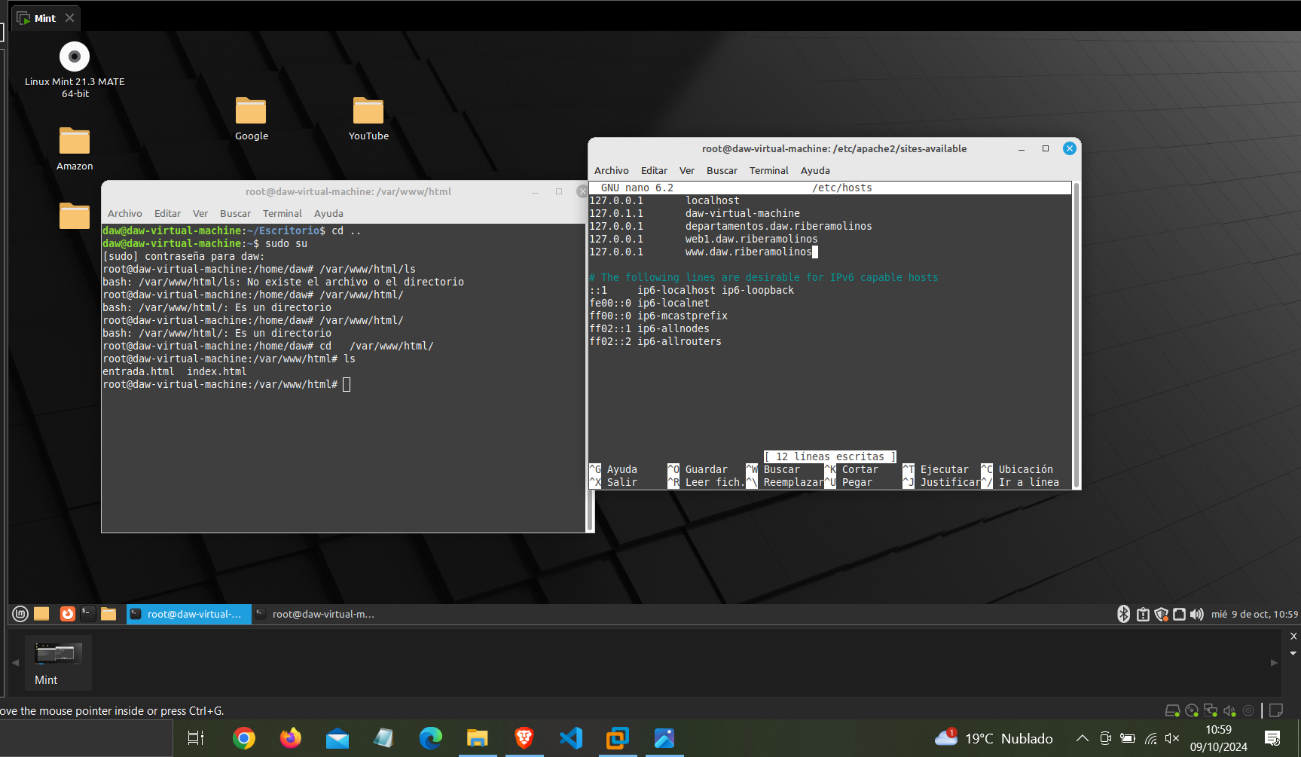 Mint
Linux Mint 21.3 MATE
64-bit
Google
YouTube
Amazon
root@daw-virtual-machine: /var/www/html
Archivo Editar Ver Buscar Terminal Ayuda
daw@daw-virtual-machine:~/Escritorio$ cd ..
daw@daw-virtual-machine:~$ sudo su
[sudo] contraseña para daw:
root@daw-virtual-machine:/home/daw# /var/www/html/ls
bash: /var/www/html/ls: No existe el archivo o el directorio
root@daw-virtual-machine:/home/daw# /var/www/html/
bash: /var/www/html/: Es un directorio
root@daw-virtual-machine:/home/daw# /var/www/html/
bash: /var/www/html/: Es un directorio
root@daw-virtual-machine:/home/daw# cd   /var/www/html/
root@daw-virtual-machine:/var/www/html# ls
entrada.html  index.html
root@daw-virtual-machine:/var/www/html#
root@daw-virtual-machine: /etc/apache2/sites-available
Archivo Editar Ver Buscar Terminal Ayuda
GNU nano 6.2 /etc/hosts
127.0.0.1 localhost
127.0.1.1 daw-virtual-machine
127.0.0.1 departamentos.daw.riberamolinos
127.0.0.1 web1.daw.riberamolinos
127.0.0.1 www.daw.riberamolinos
# The following lines are desirable for IPv6 capable hosts
::1 ip6-localhost ip6-loopback
fe00::0 ip6-localnet
ff00::0 ip6-mcastprefix
ff02::1 ip6-allnodes
ff02::2 ip6-allrouters
[ 12 líneas escritas ]
^G Ayuda ^O Guardar ^W Buscar ^K Cortar ^T Ejecutar ^C Ubicación
^X Salir ^R Leer fich. ^\ Reemplazar ^U Pegar ^J Justificar ^/ Ir a línea
root@daw-virtual-... root@daw-virtual-m... mié 9 de oct, 10:59
Mint
ove the mouse pointer inside or press Ctrl+G.
1 19°C Nublado 10:59
09/10/2024